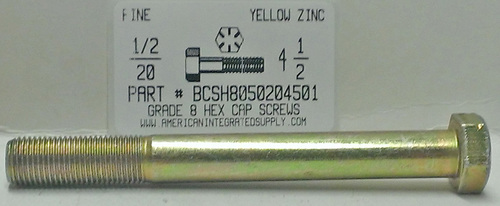 FINE YELLOW ZINC
1/2
20
4 1/2
PART # BCSH8050204501
GRADE 8 HEX CAP SCREWS
WWW.AMERICANINTEGRATEDSUPPLY.COM